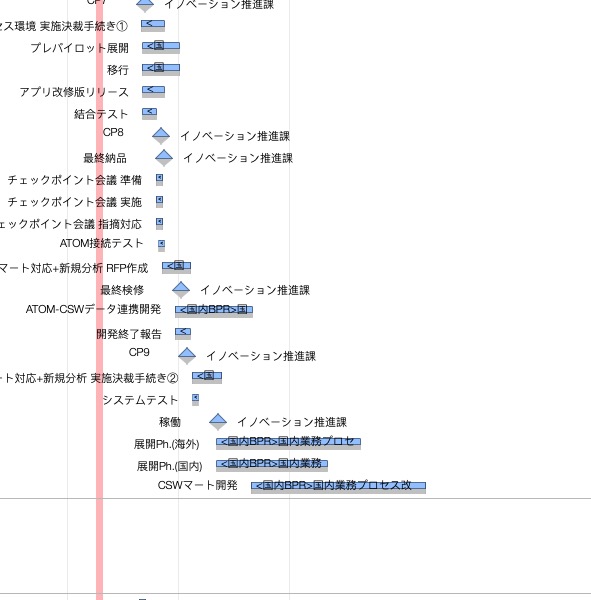 CP7 イノベーション推進課
セス環境 実施決裁手続き① <
プレパイロット展開 <国
移行 <国
アプリ改修版リリース <
結合テスト <
CP8 イノベーション推進課
最終納品 イノベーション推進課
チェックポイント会議 準備 <
チェックポイント会議 実施 <
ェックポイント会議 指摘対応 <
ATOM接続テスト <
マート対応+新規分析 RFP作成 <国
最終検修 イノベーション推進課
ATOM-CSWデータ連携開発 <国内BPR>国
開発終了報告 <
CP9 イノベーション推進課
ート対応+新規分析 実施決裁手続き② <国
システムテスト <
稼働 イノベーション推進課
展開Ph.(海外) <国内BPR>国内業務プロセ
展開Ph.(国内) <国内BPR>国内業務
CSWマート開発 <国内BPR>国内業務プロセス改